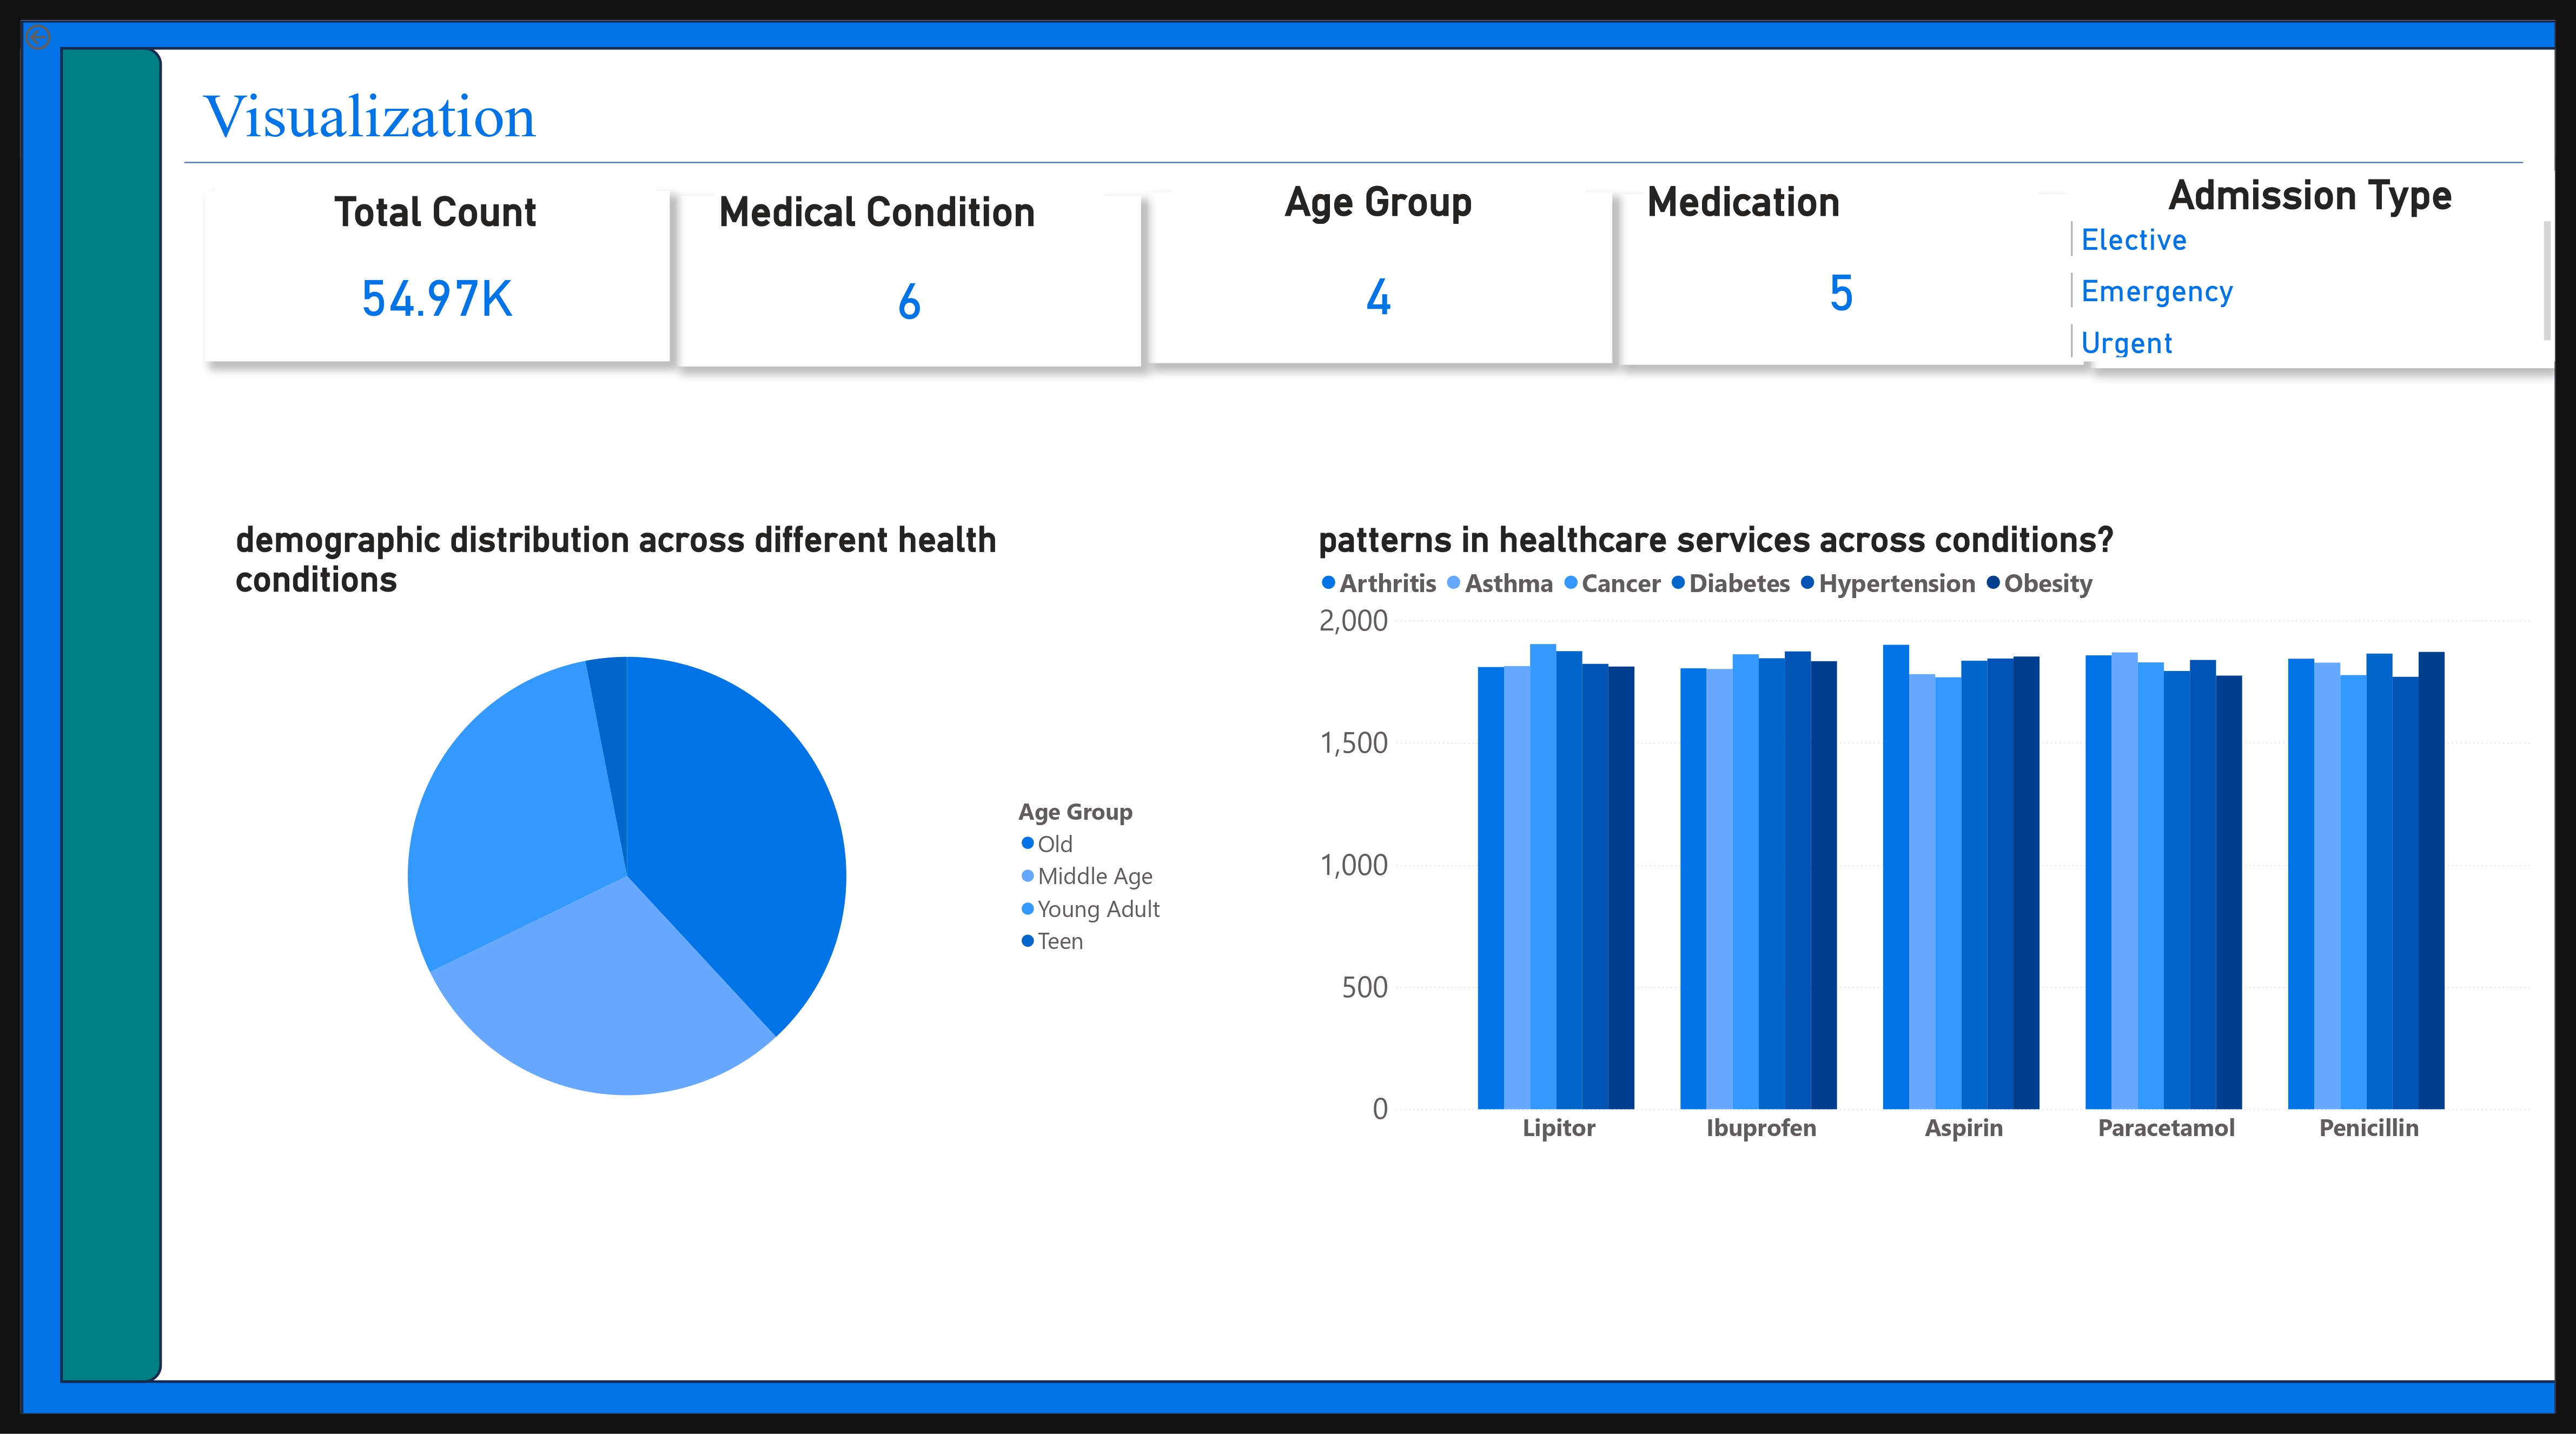 Visualization
Total Count
54.97K
Medical Condition
6
Age Group
4
Medication
5
Admission Type
Elective
Emergency
Urgent
demographic distribution across different health
conditions
Age Group
Old
Middle Age
Young Adult
Teen
patterns in healthcare services across conditions?
Arthritis Asthma Cancer Diabetes Hypertension Obesity
2,000
1,500
1,000
500
0
Lipitor Ibuprofen Aspirin Paracetamol Penicillin